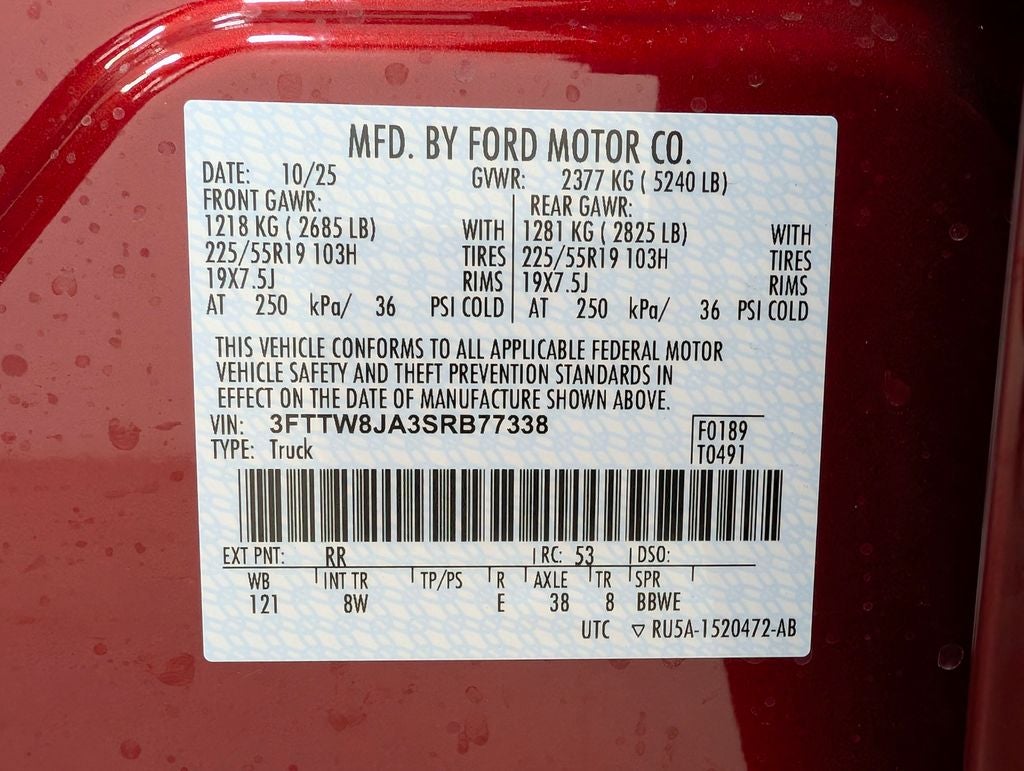 MFD. BY FORD MOTOR CO.
DATE: 10/25 GVWR: 2377 KG ( 5240 LB)
FRONT GAWR: REAR GAWR:
1218 KG ( 2685 LB) WITH 1281 KG ( 2825 LB) WITH
225/55R19 103H TIRES 225/55R19 103H TIRES
19X7.5J RIMS 19X7.5J RIMS
AT 250 kPa/ 36 PSI COLD AT 250 kPa/ 36 PSI COLD
THIS VEHICLE CONFORMS TO ALL APPLICABLE FEDERAL MOTOR
VEHICLE SAFETY AND THEFT PREVENTION STANDARDS IN
EFFECT ON THE DATE OF MANUFACTURE SHOWN ABOVE.
VIN: 3FTTW8JA3SRB77338 F0189
TYPE: Truck T0491
EXT PNT: RR RC: 53 DSO:
WB INT TR TP/PS R AXLE TR SPR
121 8W E 38 8 BBWE
UTC ▽ RU5A-1520472-AB